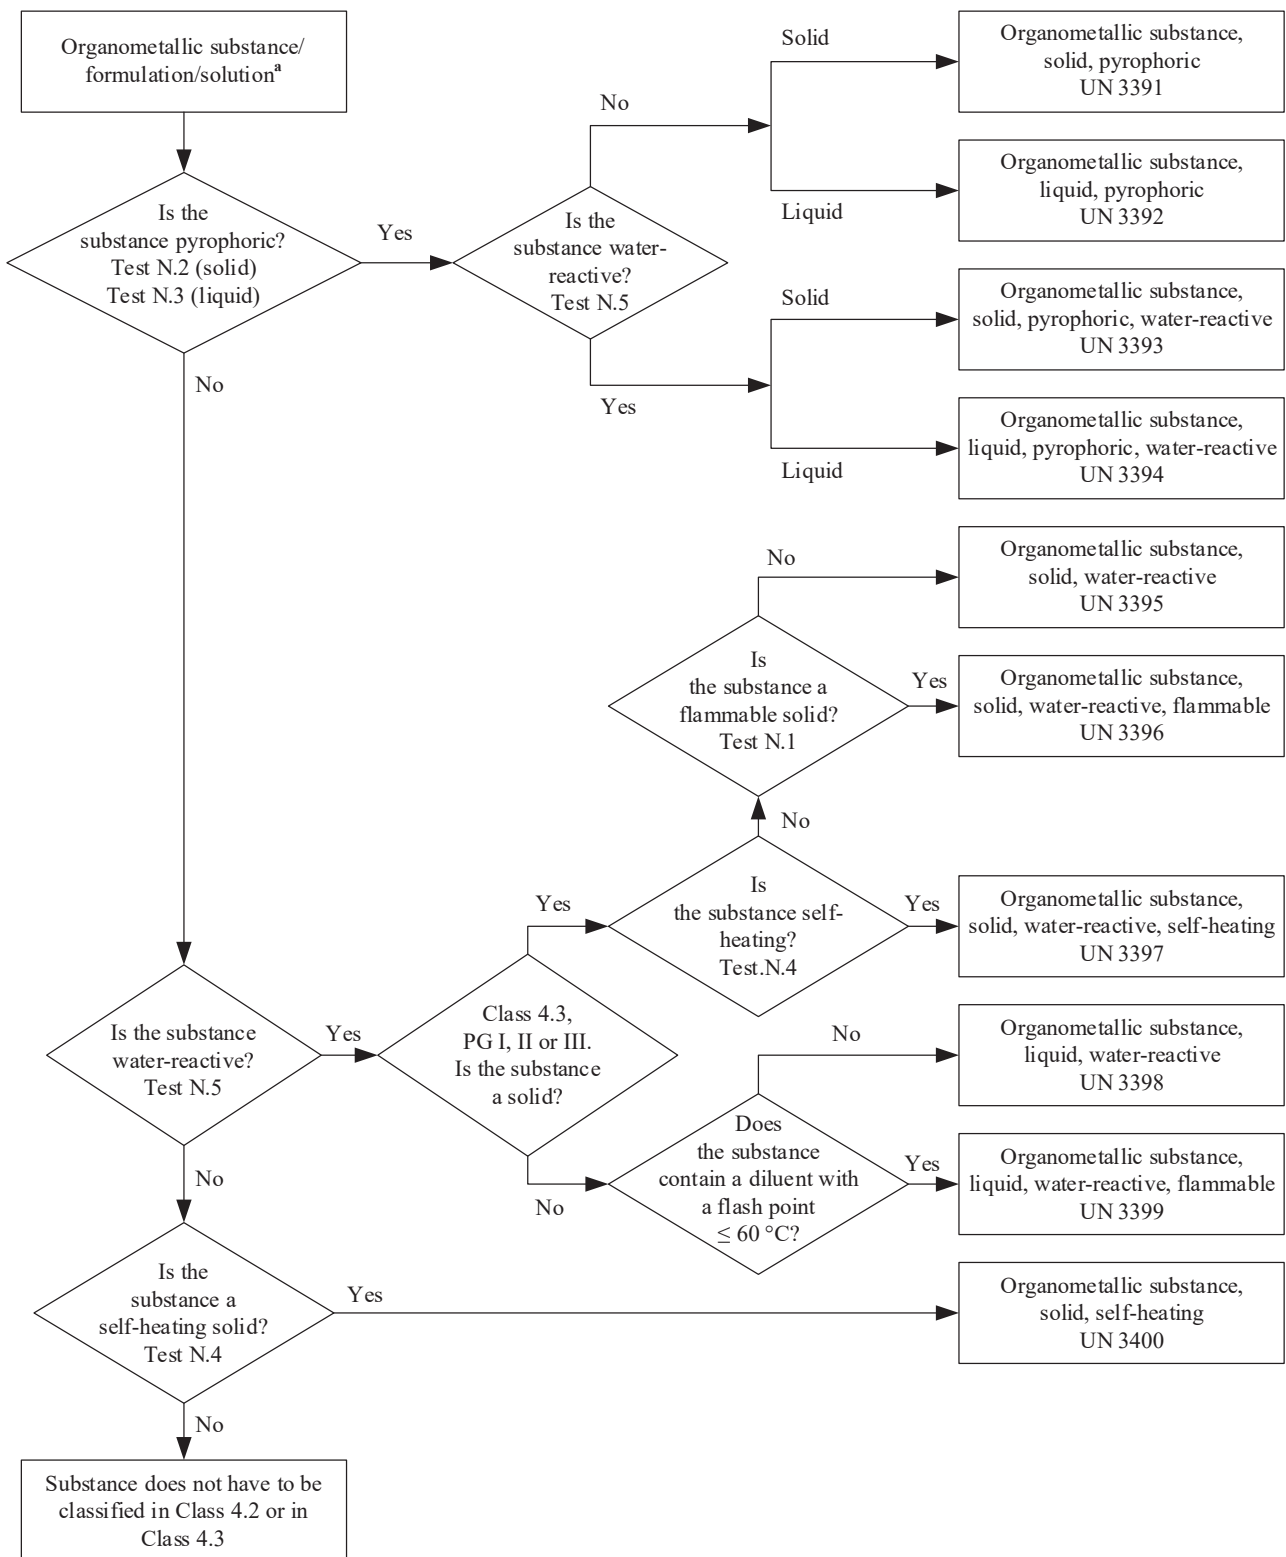 Organometallic substance/
formulation/solutionᵃ
Is the
substance pyrophoric?
Test N.2 (solid)
Test N.3 (liquid)
Yes
No
Is the
substance water-
reactive?
Test N.5
No
Yes
Solid
Liquid
Organometallic substance,
solid, pyrophoric
UN 3391
Organometallic substance,
liquid, pyrophoric
UN 3392
Solid
Liquid
Organometallic substance,
solid, pyrophoric, water-reactive
UN 3393
Organometallic substance,
liquid, pyrophoric, water-reactive
UN 3394
No
Organometallic substance,
solid, water-reactive
UN 3395
Is
the substance a
flammable solid?
Test N.1
Yes
Organometallic substance,
solid, water-reactive, flammable
UN 3396
No
Is
the substance self-
heating?
Test.N.4
Yes
Yes
Organometallic substance,
solid, water-reactive, self-heating
UN 3397
Is the substance
water-reactive?
Test N.5
Yes
Class 4.3,
PG I, II or III.
Is the substance
a solid?
No
No
Organometallic substance,
liquid, water-reactive
UN 3398
Does
the substance
contain a diluent with
a flash point
≤ 60 °C?
Yes
Organometallic substance,
liquid, water-reactive, flammable
UN 3399
No
Is the
substance a
self-heating solid?
Test N.4
Yes
Organometallic substance,
solid, self-heating
UN 3400
No
Substance does not have to be
classified in Class 4.2 or in
Class 4.3